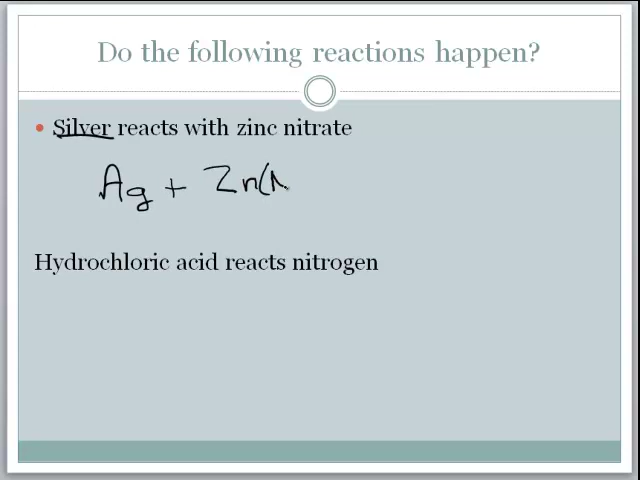 Do the following reactions happen?
Silver reacts with zinc nitrate
Ag + Zn(N
Hydrochloric acid reacts nitrogen